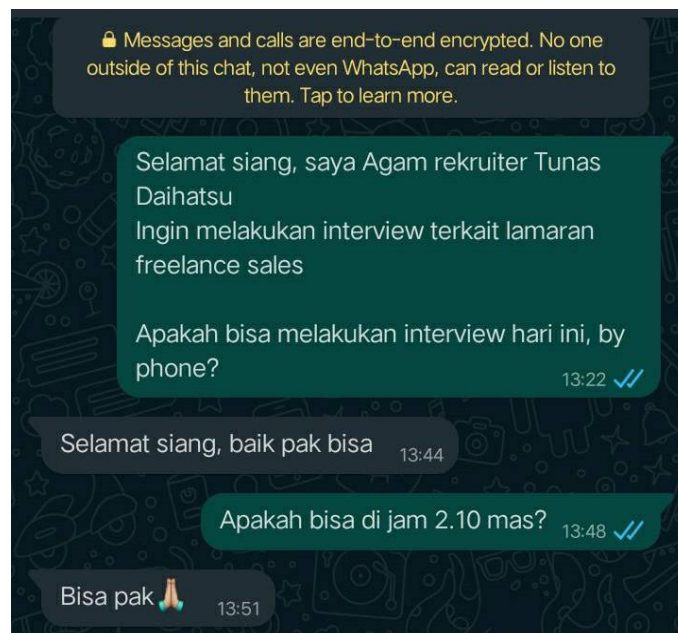 🔒 Messages and calls are end-to-end encrypted. No one
outside of this chat, not even WhatsApp, can read or listen to
them. Tap to learn more.
Selamat siang, saya Agam rekruiter Tunas
Daihatsu
Ingin melakukan interview terkait lamaran
freelance sales
Apakah bisa melakukan interview hari ini, by
phone?
13:22
Selamat siang, baik pak bisa 13:44
Apakah bisa di jam 2.10 mas? 13:48
Bisa pak🙏🏼 13:51